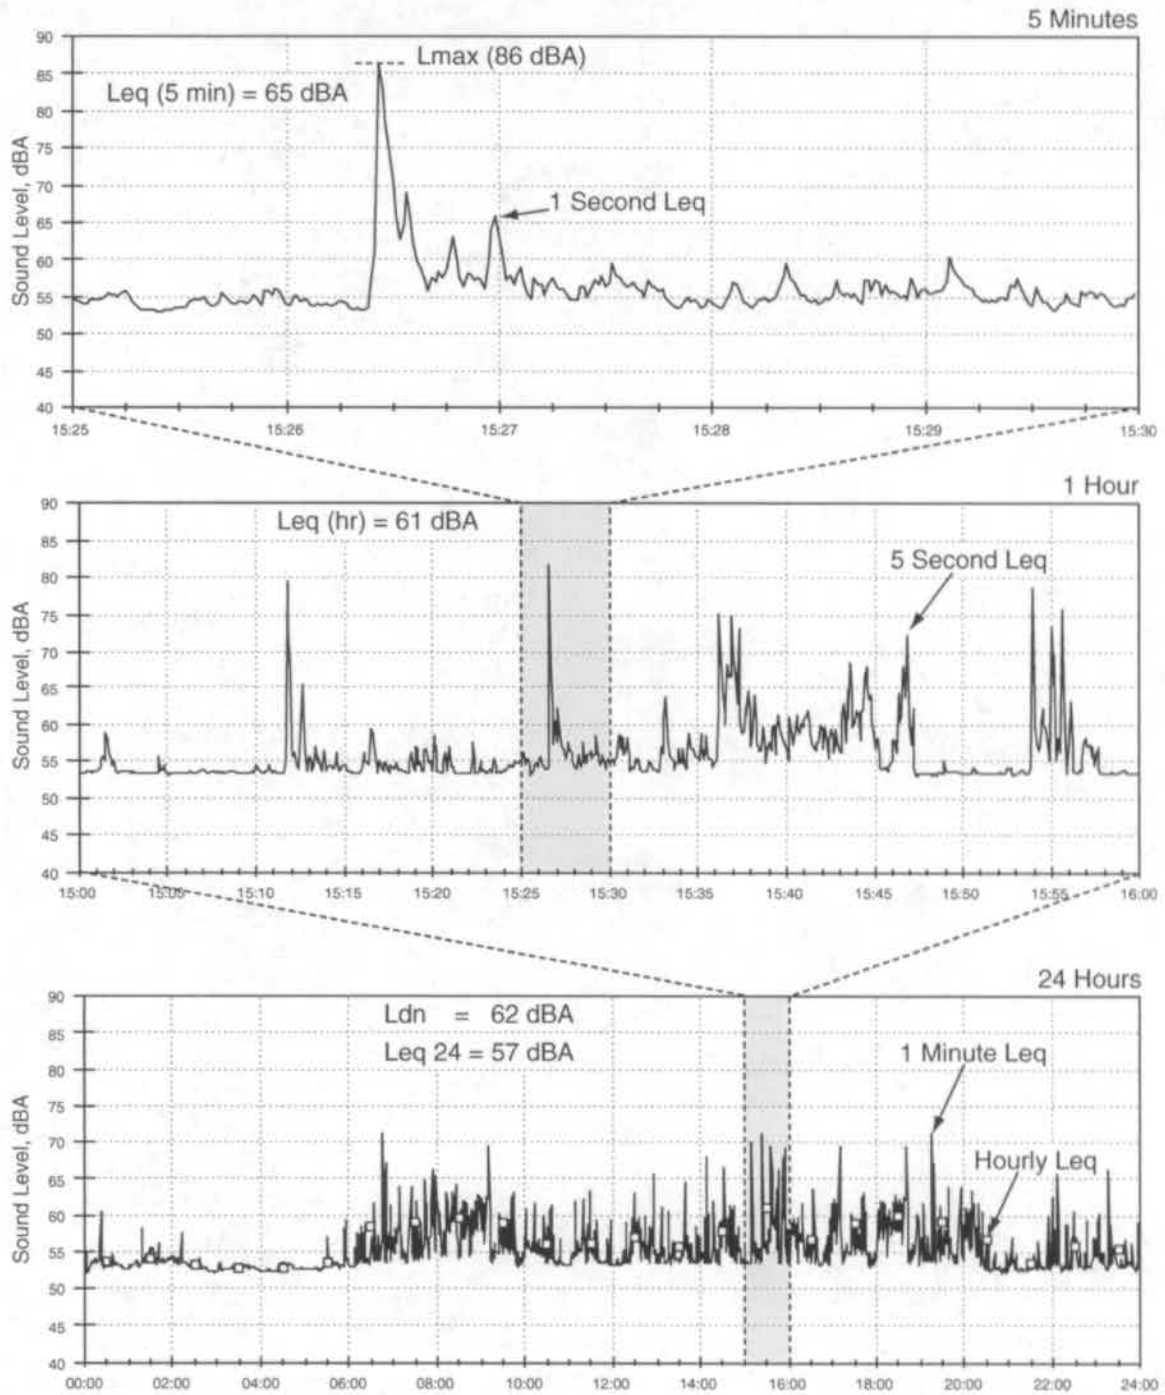 5 Minutes
90
Lmax (86 dBA)
85
Leq (5 min) = 65 dBA
80
75
70
1 Second Leq
65
60
55
50
45
40
Sound Level, dBA
15:25 15:26 15:27 15:28 15:29 15:30
1 Hour
90
Leq (hr) = 61 dBA
85
5 Second Leq
80
75
70
65
60
55
50
45
40
Sound Level, dBA
15:00 15:05 15:10 15:15 15:20 15:25 15:30 15:35 15:40 15:45 15:50 15:55 16:00
24 Hours
90
Ldn = 62 dBA
85
Leq 24 = 57 dBA
1 Minute Leq
80
75
70
Hourly Leq
65
60
55
50
45
40
Sound Level, dBA
00:00 02:00 04:00 06:00 08:00 10:00 12:00 14:00 16:00 18:00 20:00 22:00 24:00